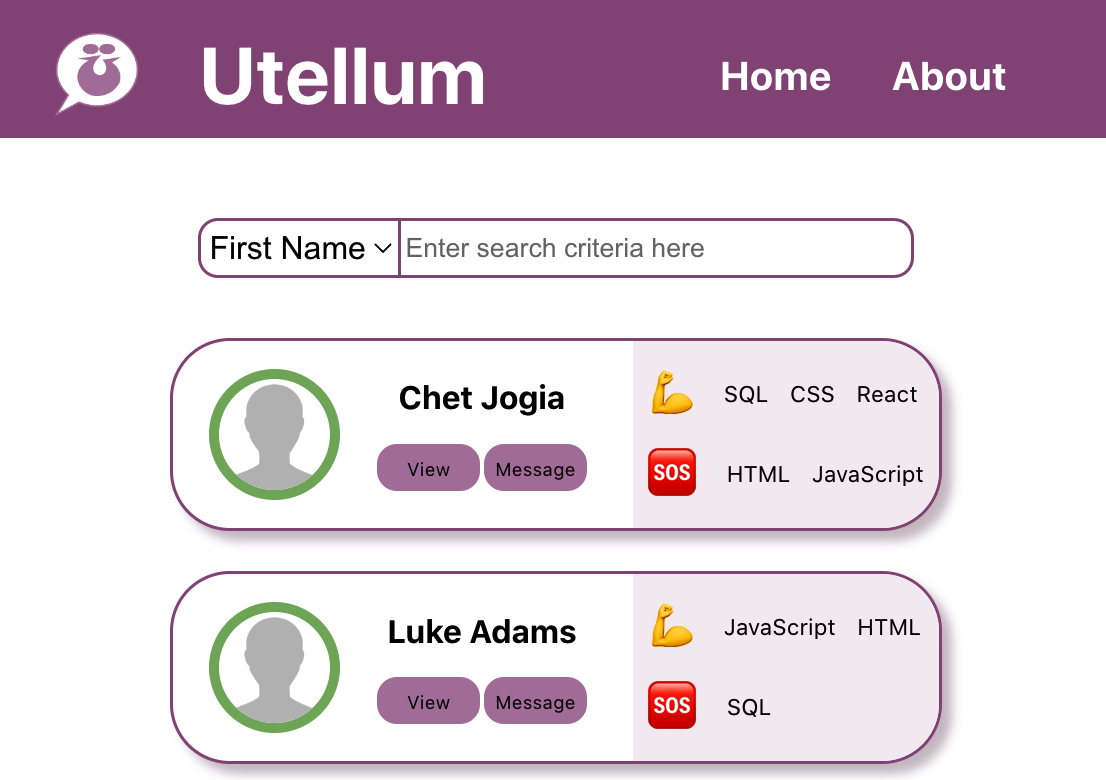 Utellum Home About
First Name Enter search criteria here
Chet Jogia
View Message
SQL CSS React
SOS HTML JavaScript
Luke Adams
View Message
JavaScript HTML
SOS SQL